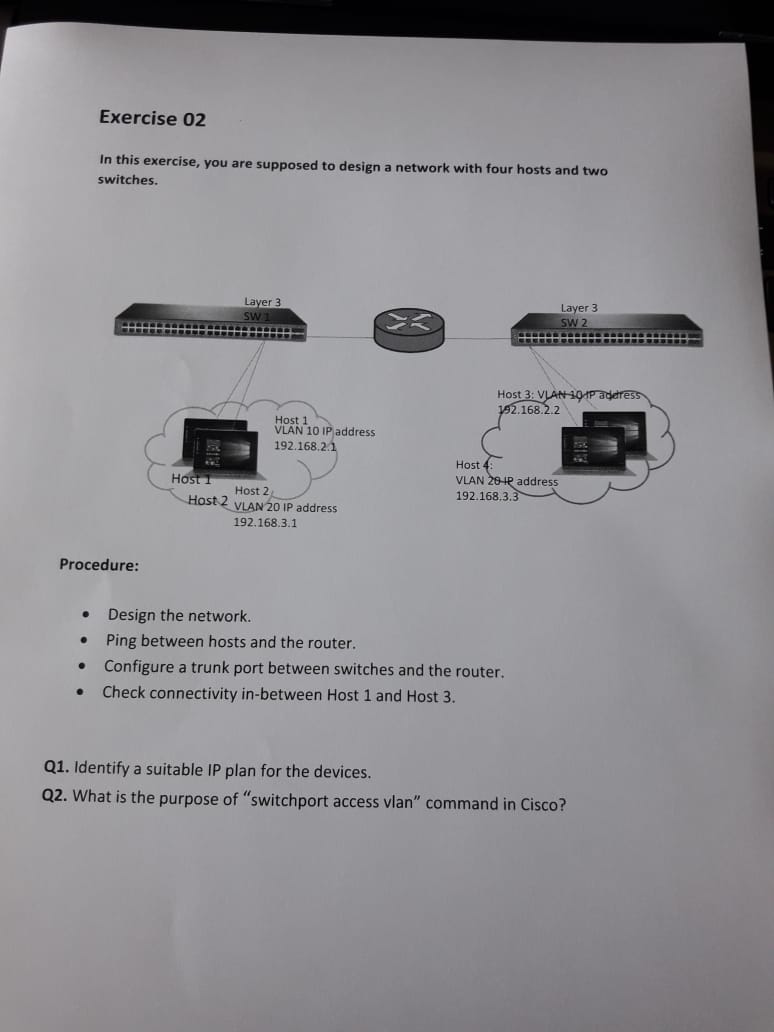 Exercise 02
In this exercise, you are supposed to design a network with four hosts and two
switches.
Layer 3
SW 1
Layer 3
SW 2
Host 1
VLAN 10 IP address
192.168.2.1
Host 1
Host 2
Host 2
VLAN 20 IP address
192.168.3.1
Host 3: VLAN 10 IP address
192.168.2.2
Host 4:
VLAN 20 IP address
192.168.3.3
Procedure:
• Design the network.
• Ping between hosts and the router.
• Configure a trunk port between switches and the router.
• Check connectivity in-between Host 1 and Host 3.
Q1. Identify a suitable IP plan for the devices.
Q2. What is the purpose of “switchport access vlan” command in Cisco?